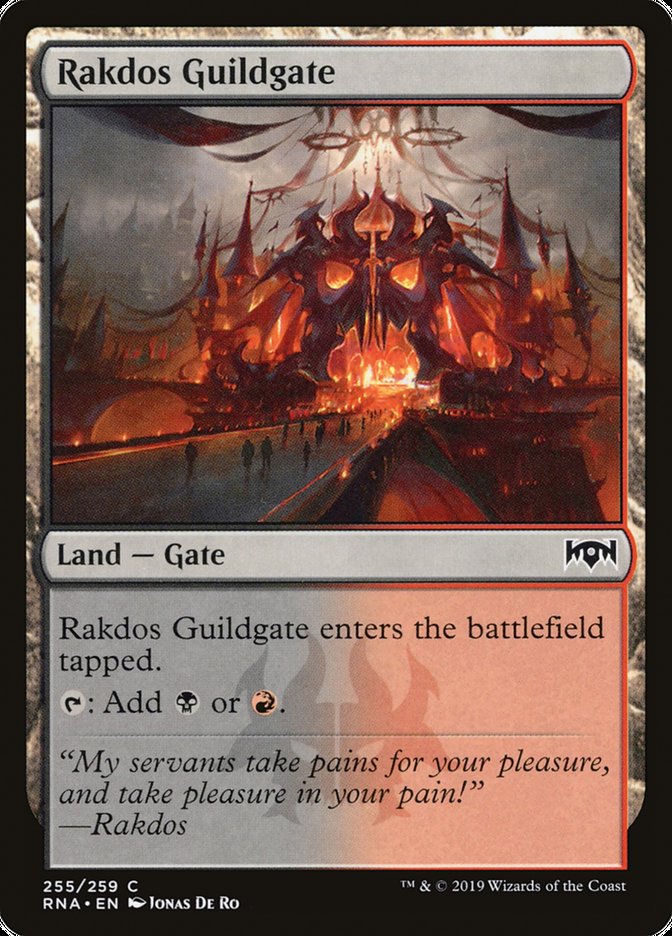 Rakdos Guildgate
Land — Gate
Rakdos Guildgate enters the battlefield
tapped.
: Add or .
“My servants take pains for your pleasure,
and take pleasure in your pain!”
—Rakdos
255/259 C
RNA • EN Jonas De Ro
™ & © 2019 Wizards of the Coast